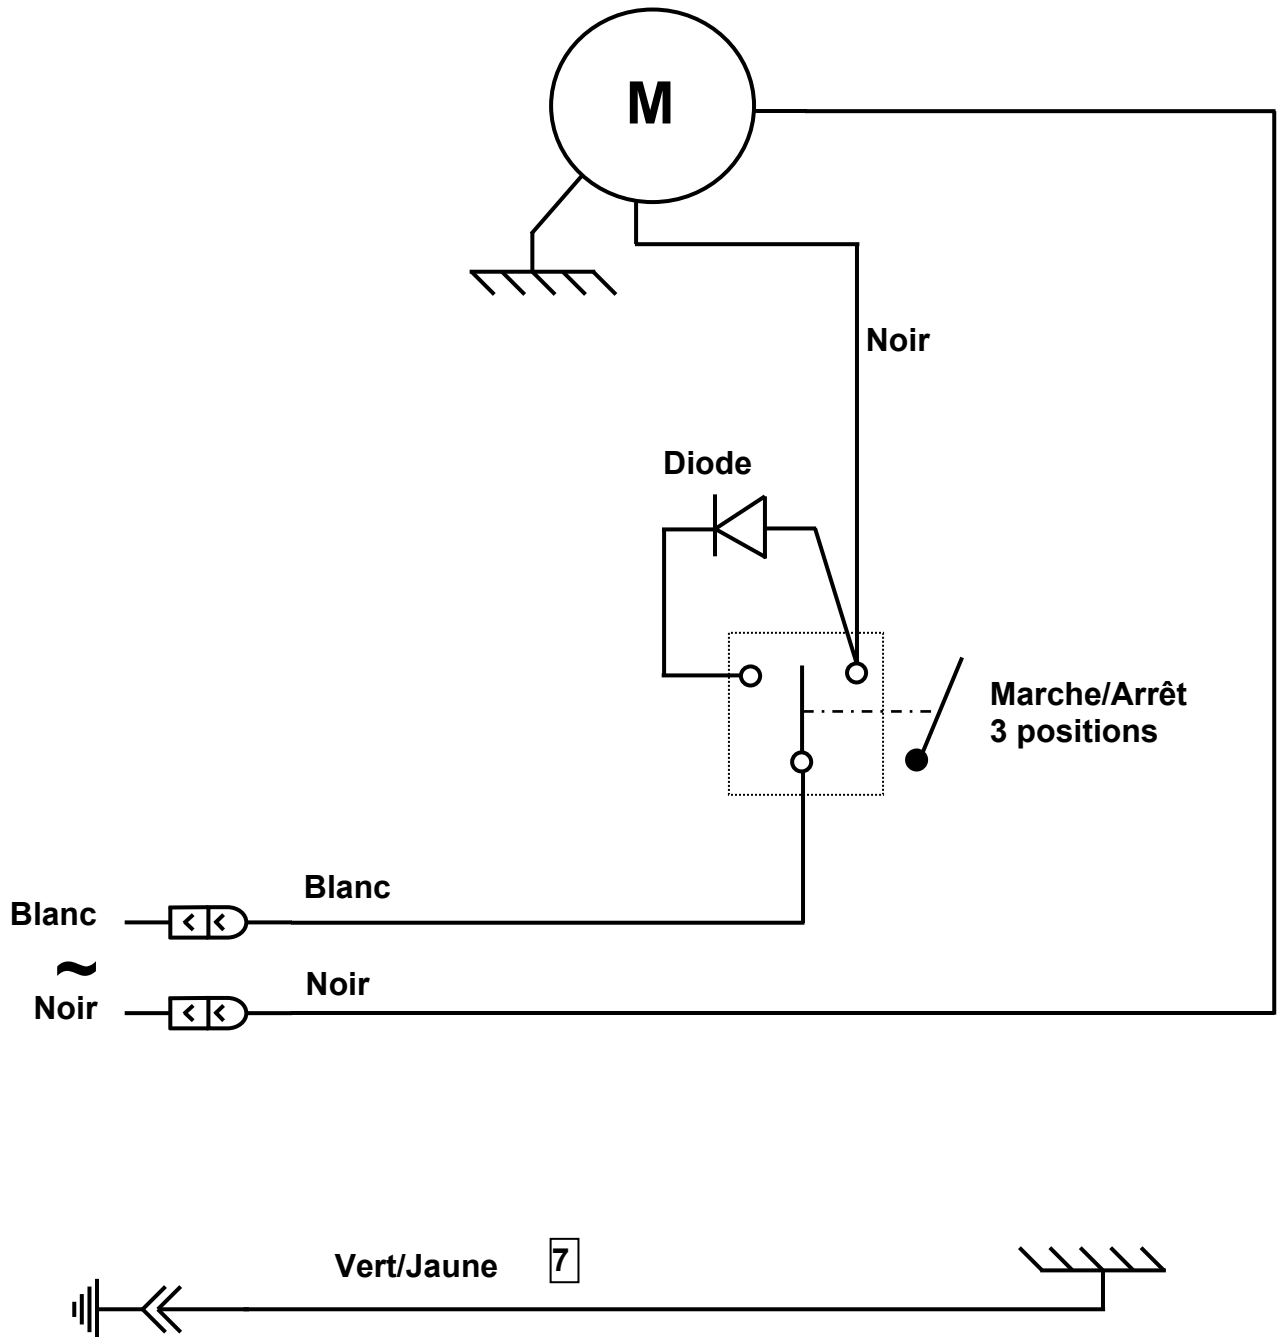 M
Noir
Diode
Marche/Arrêt
3 positions
Blanc
Blanc
~
Noir
Noir
Vert/Jaune
7